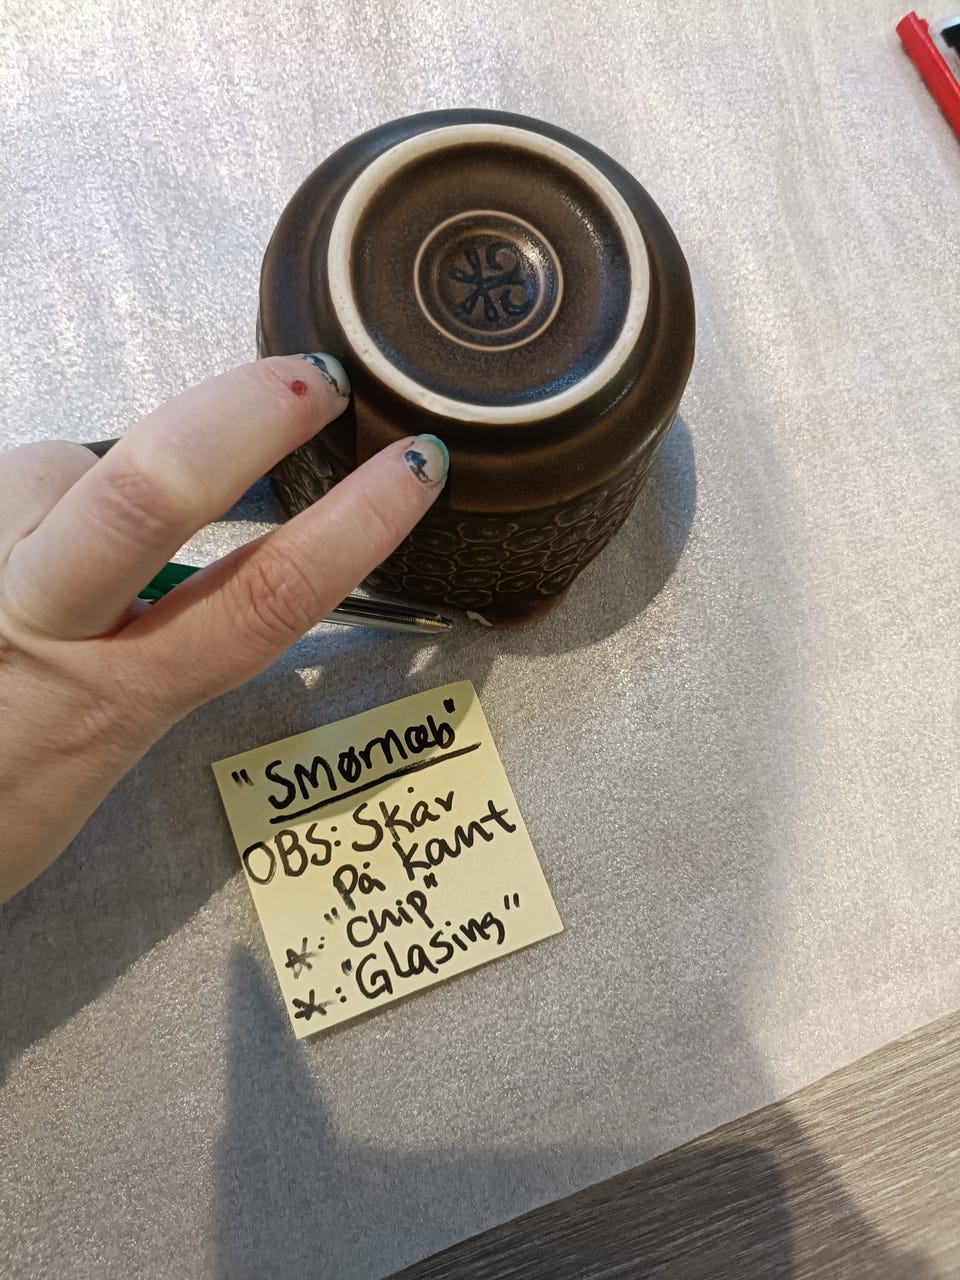 "Smørnæb"
OBS: Skår
På kant
*: "Chip"
*: "Glasing"